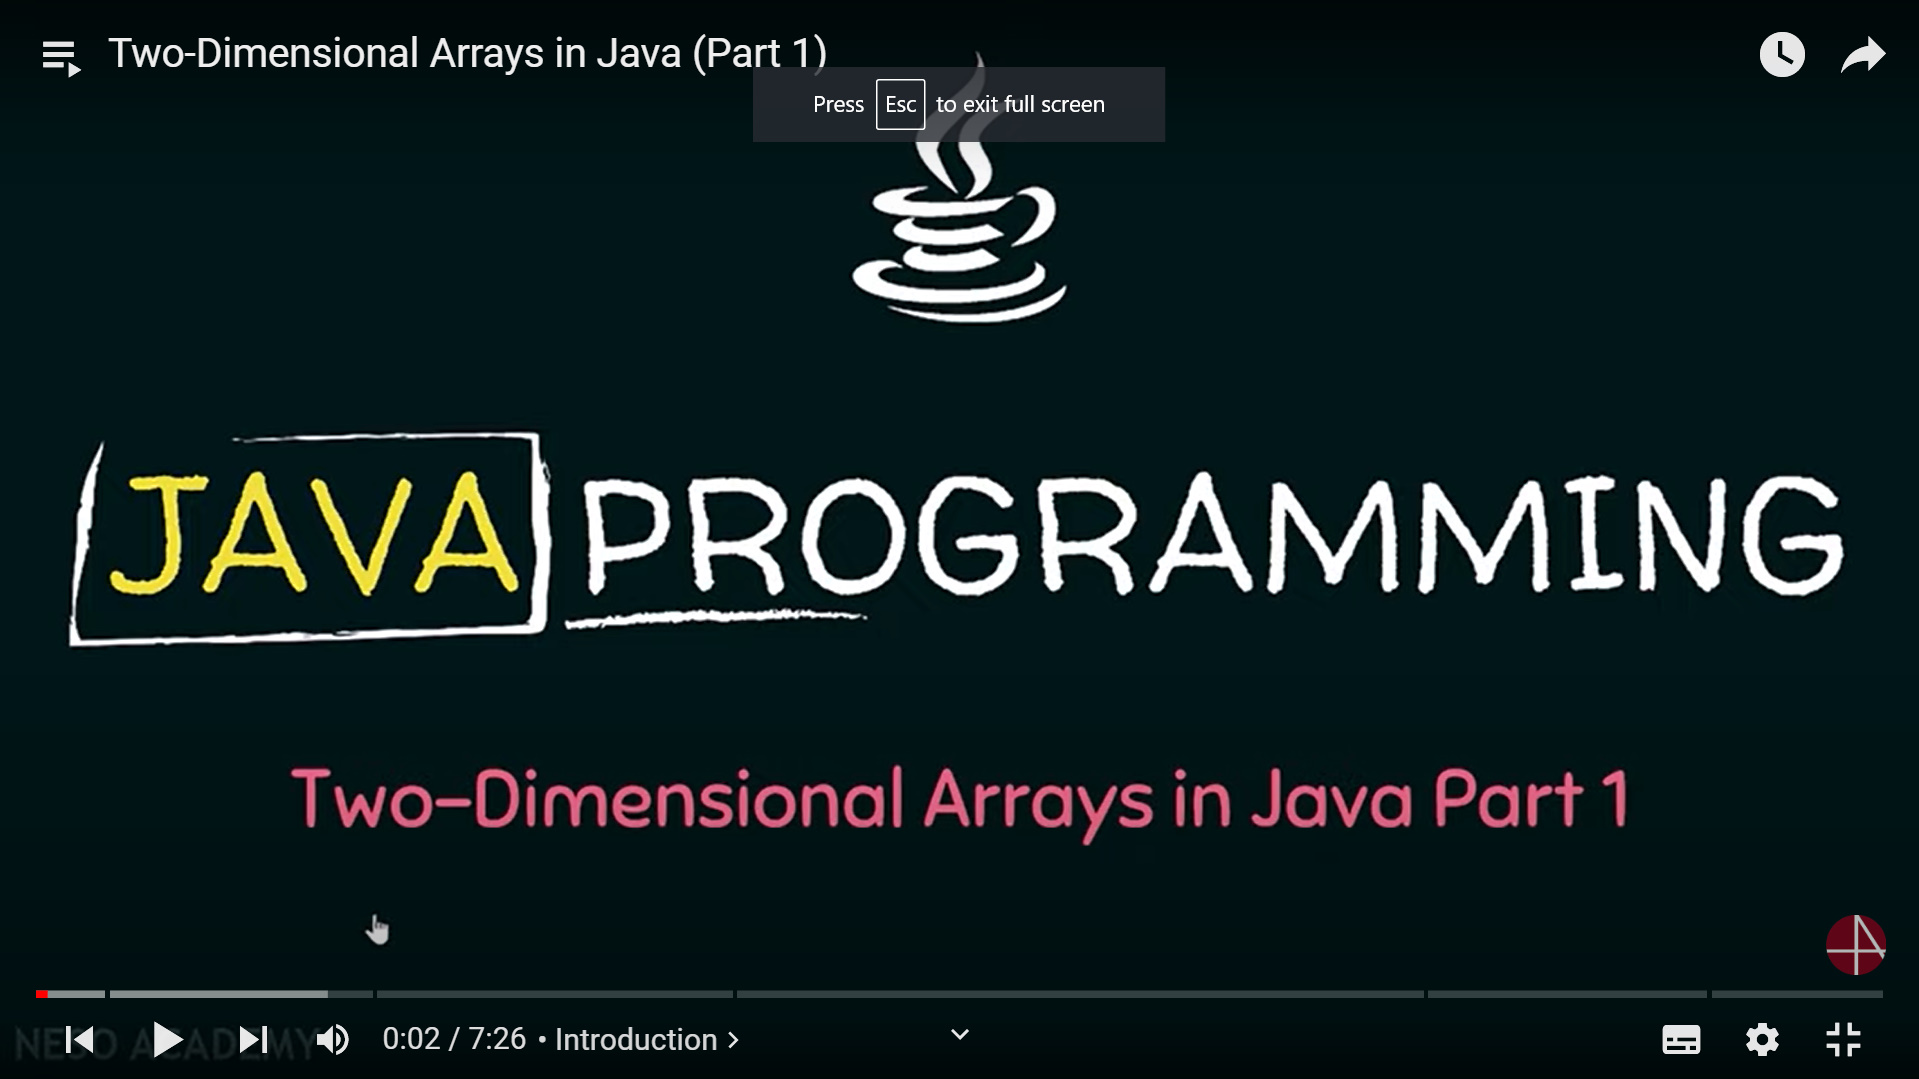 Two-Dimensional Arrays in Java (Part 1)
Press Esc to exit full screen
JAVA PROGRAMMING
Two-Dimensional Arrays in Java Part 1
NESO ACADEMY
0:02 / 7:26 • Introduction >